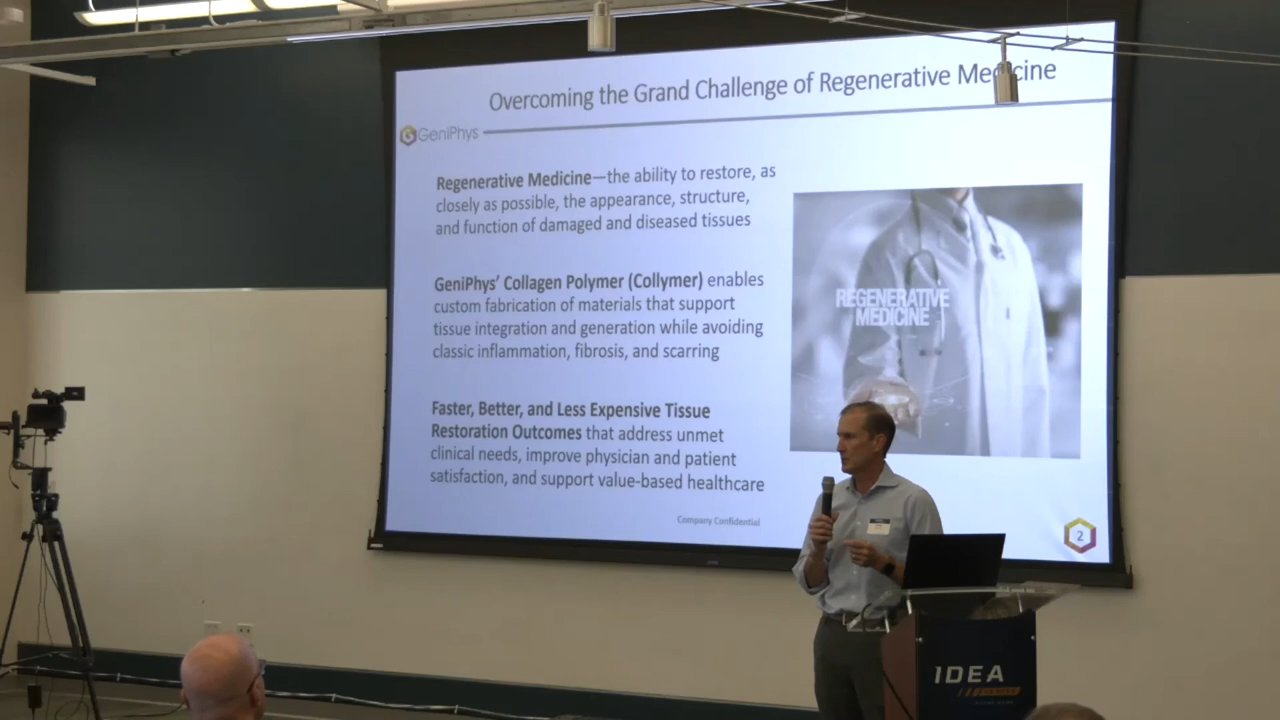 Overcoming the Grand Challenge of Regenerative Medicine
GeniPhys
Regenerative Medicine—the ability to restore, as
closely as possible, the appearance, structure,
and function of damaged and diseased tissues
GeniPhys' Collagen Polymer (Collymer) enables
custom fabrication of materials that support
tissue integration and generation while avoiding
classic inflammation, fibrosis, and scarring
Faster, Better, and Less Expensive Tissue
Restoration Outcomes that address unmet
clinical needs, improve physician and patient
satisfaction, and support value-based healthcare
REGENERATIVE
MEDICINE
Company Confidential
2
IDEA